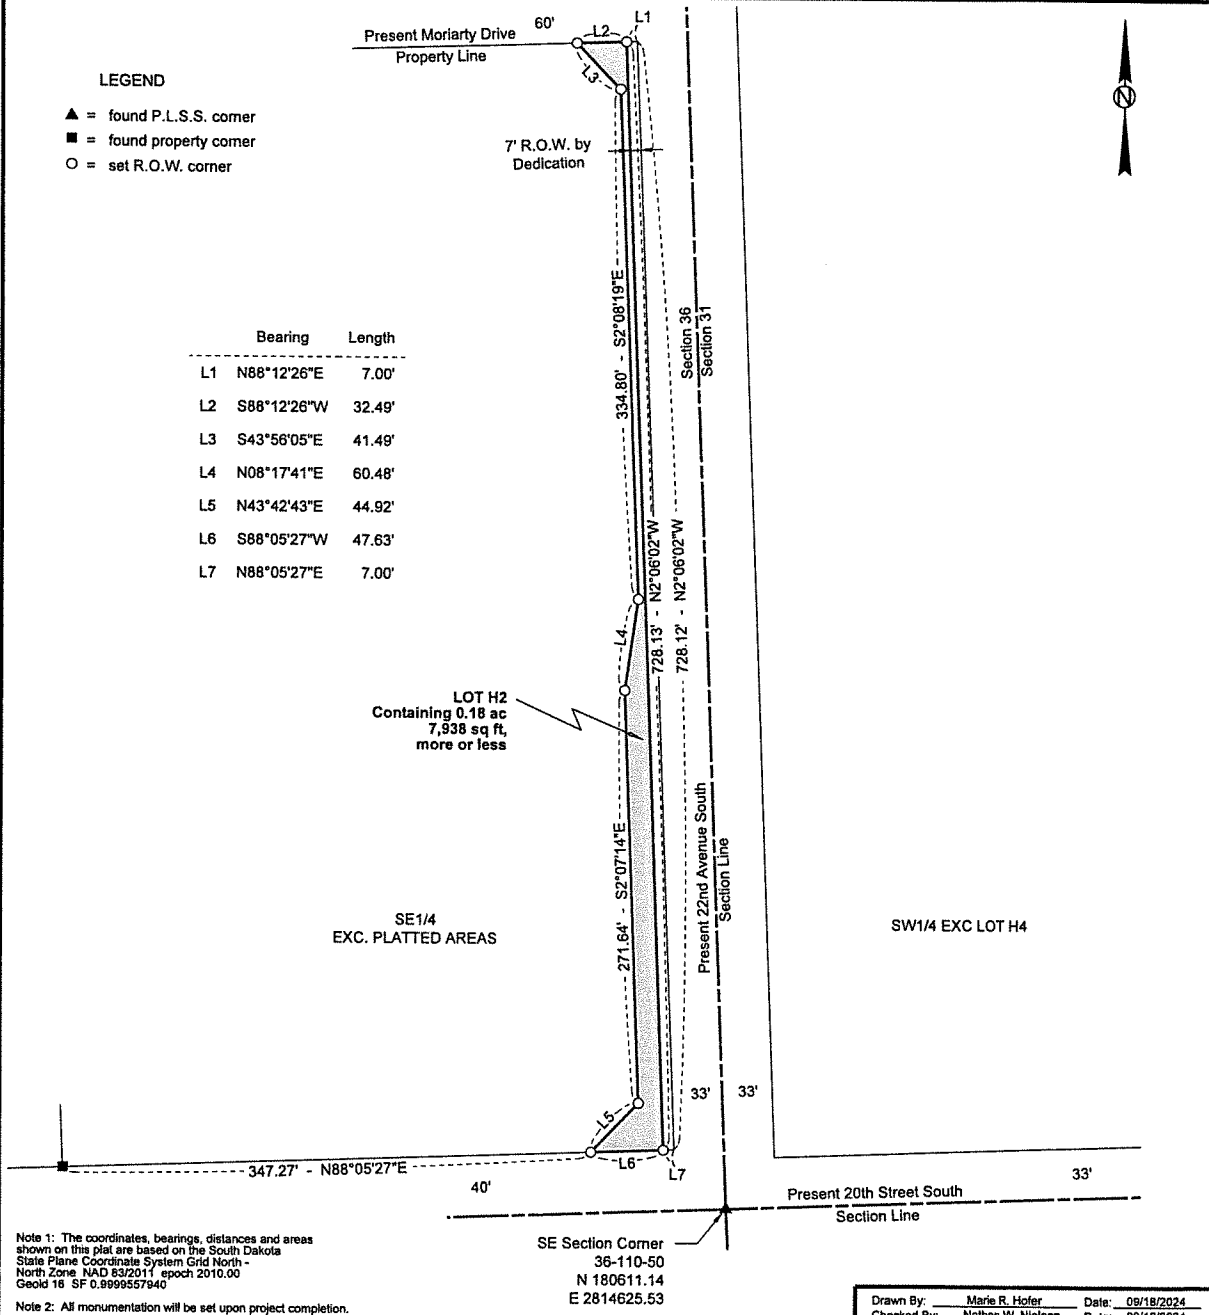 60'
L1
L2
Present Moriarty Drive
Property Line
L3
LEGEND
▲ = found P.L.S.S. corner
■ = found property corner
○ = set R.O.W. corner
7' R.O.W. by
Dedication
N
334.80' - S2°08'19"E
Section 36
Section 31
Bearing Length
L1 N88°12'26"E 7.00'
L2 S88°12'26"W 32.49'
L3 S43°56'05"E 41.49'
L4 N08°17'41"E 60.48'
L5 N43°42'43"E 44.92'
L6 S88°05'27"W 47.63'
L7 N88°05'27"E 7.00'
728.13' - N2°06'02"W
728.12' - N2°06'02"W
L4
LOT H2
Containing 0.18 ac
7,938 sq ft,
more or less
271.64' - S2°07'14"E
Present 22nd Avenue South
Section Line
SE1/4
EXC. PLATTED AREAS
SW1/4 EXC LOT H4
33'
33'
L5
347.27' - N88°05'27"E
L6
L7
40'
33'
Present 20th Street South
Section Line
SE Section Corner
36-110-50
N 180611.14
E 2814625.53
Note 1: The coordinates, bearings, distances and areas
shown on this plat are based on the South Dakota
State Plane Coordinate System Grid North -
North Zone NAD 83/2011 epoch 2010.00
Geoid 18 SF 0.9999557940
Note 2: All monumentation will be set upon project completion.
Drawn By: Marie R. Hofer Date: 09/18/2024